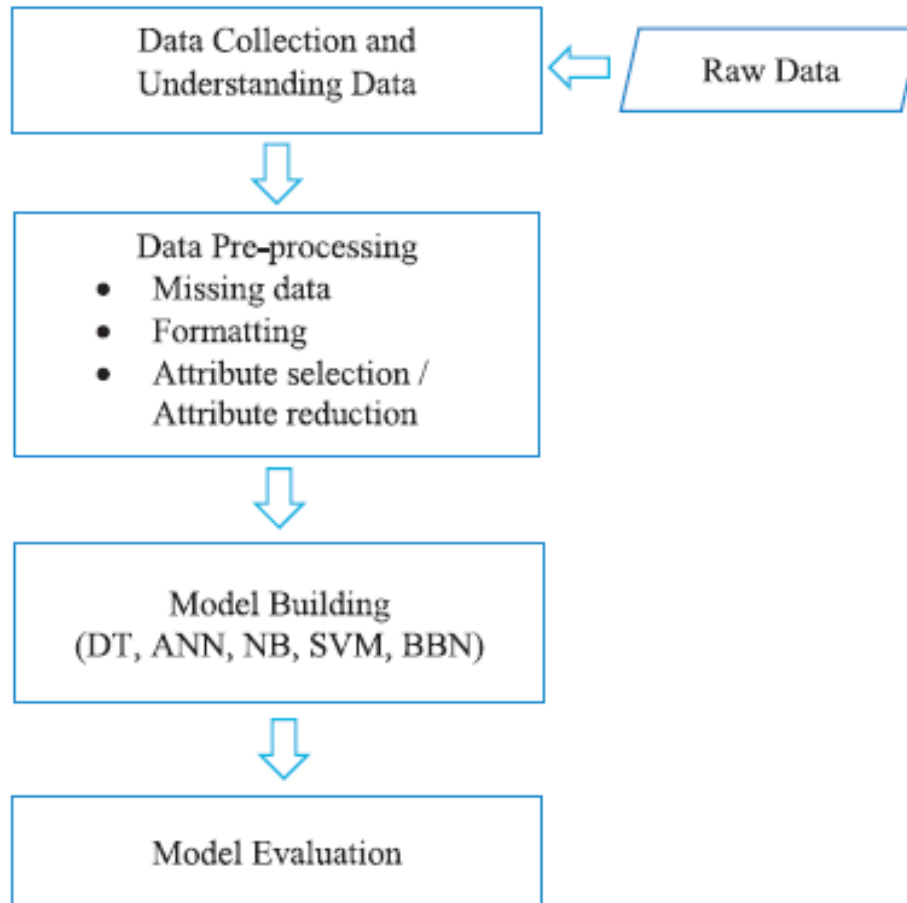 Data Collection and
Understanding Data
Raw Data
Data Pre-processing
• Missing data
• Formatting
• Attribute selection /
Attribute reduction
Model Building
(DT, ANN, NB, SVM, BBN)
Model Evaluation